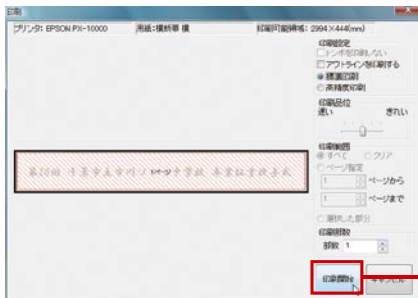 印刷
プリンタ: EPSON PX-10000
用紙:横断幕 横
印刷可能領域: 2994×444(mm)
印刷設定
トンボを印刷しない
アウトラインを印刷する
標準印刷
高精度印刷
印刷品位
速い
きれい
印刷範囲
すべて
クリア
ページ指定
1 ページから
1 ページまで
選択した部分
印刷部数
部数 1
印刷開始
キャンセル